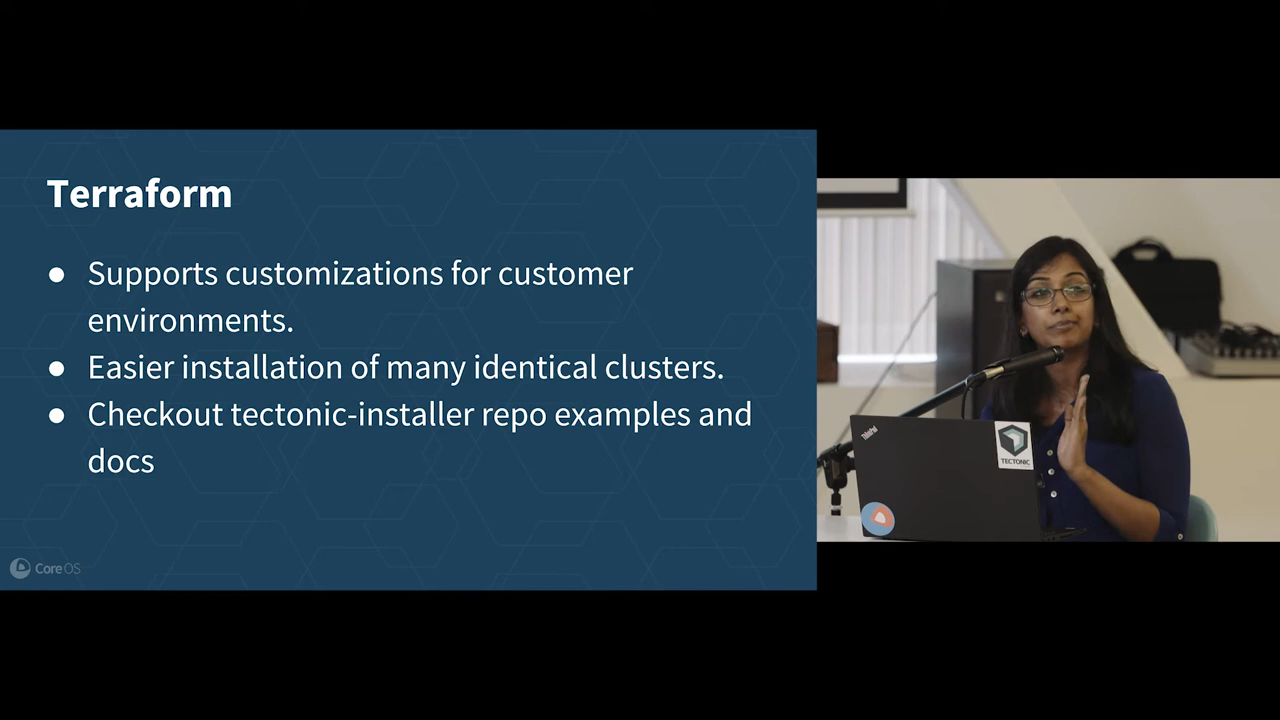 Terraform
● Supports customizations for customer
environments.
● Easier installation of many identical clusters.
● Checkout tectonic-installer repo examples and
docs
CoreOS
ThinkPad
TECTONIC